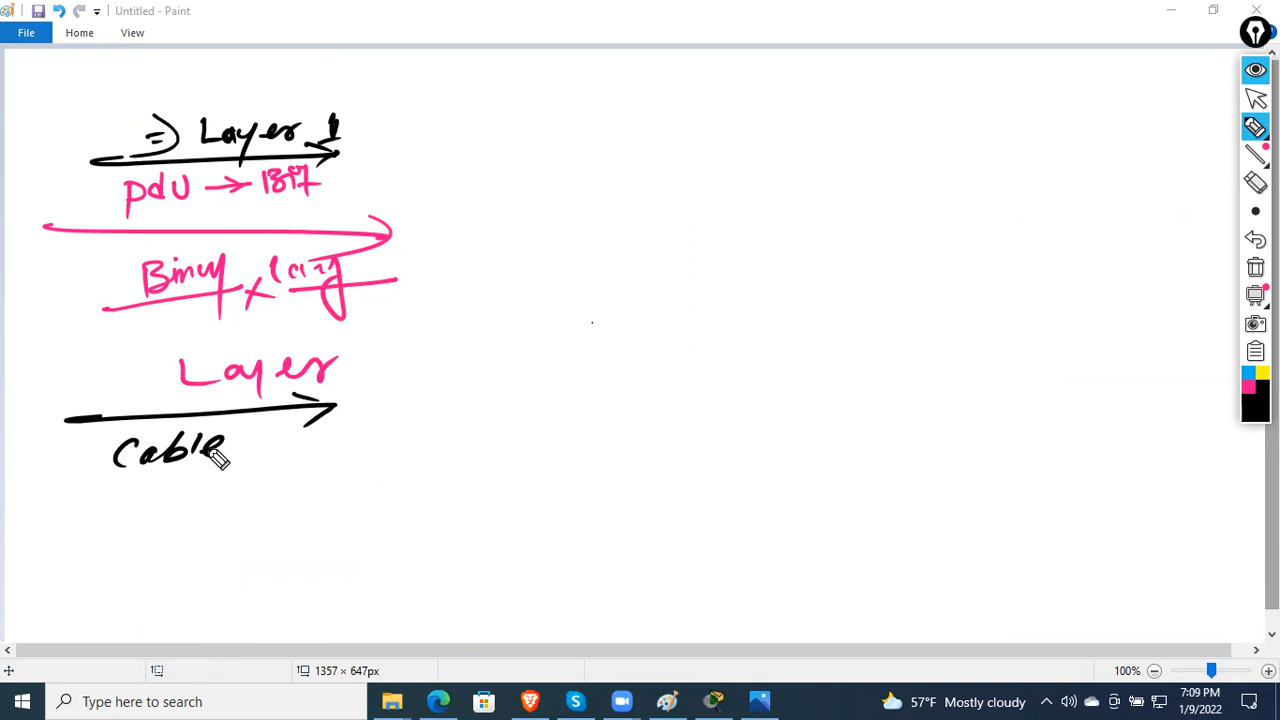 Untitled - Paint
File Home View
=> Layer 1
pdU → Bit
Layer
Cable
1357 × 647px
100%
Type here to search
57°F Mostly cloudy
7:09 PM
1/9/2022